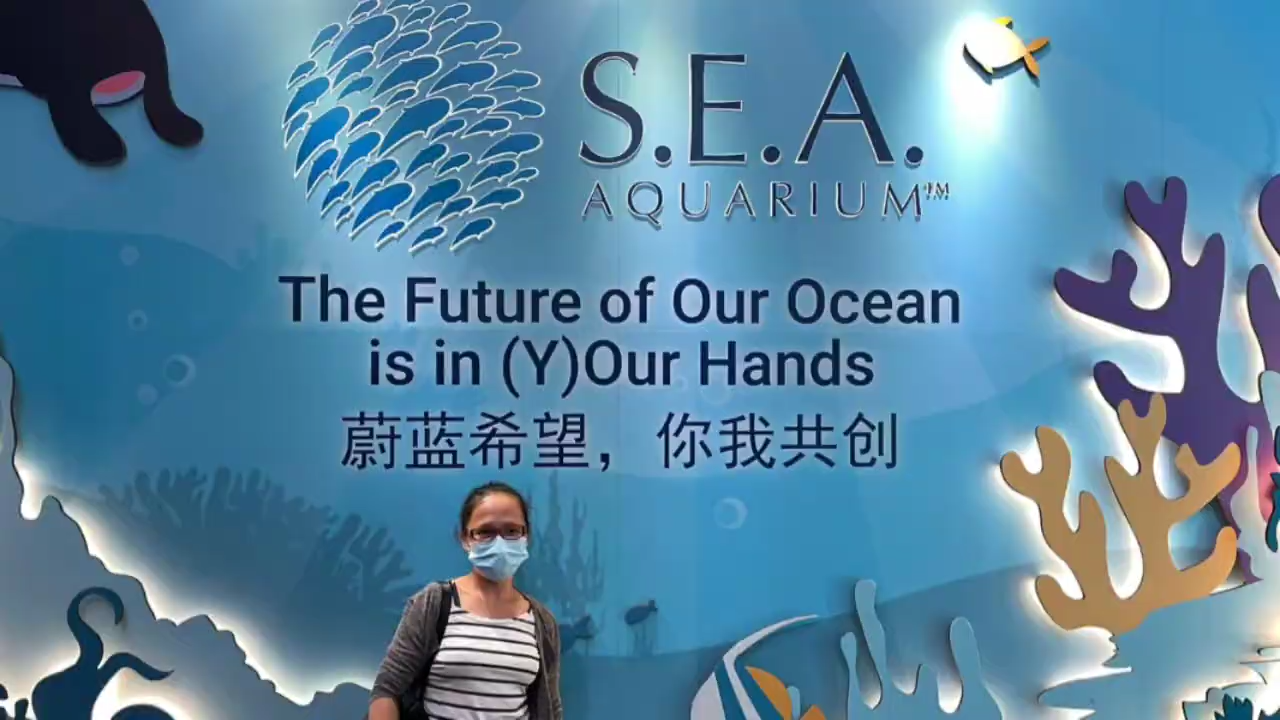 S.E.A.
AQUARIUM™
The Future of Our Ocean
is in (Y)Our Hands
蔚蓝希望，你我共创